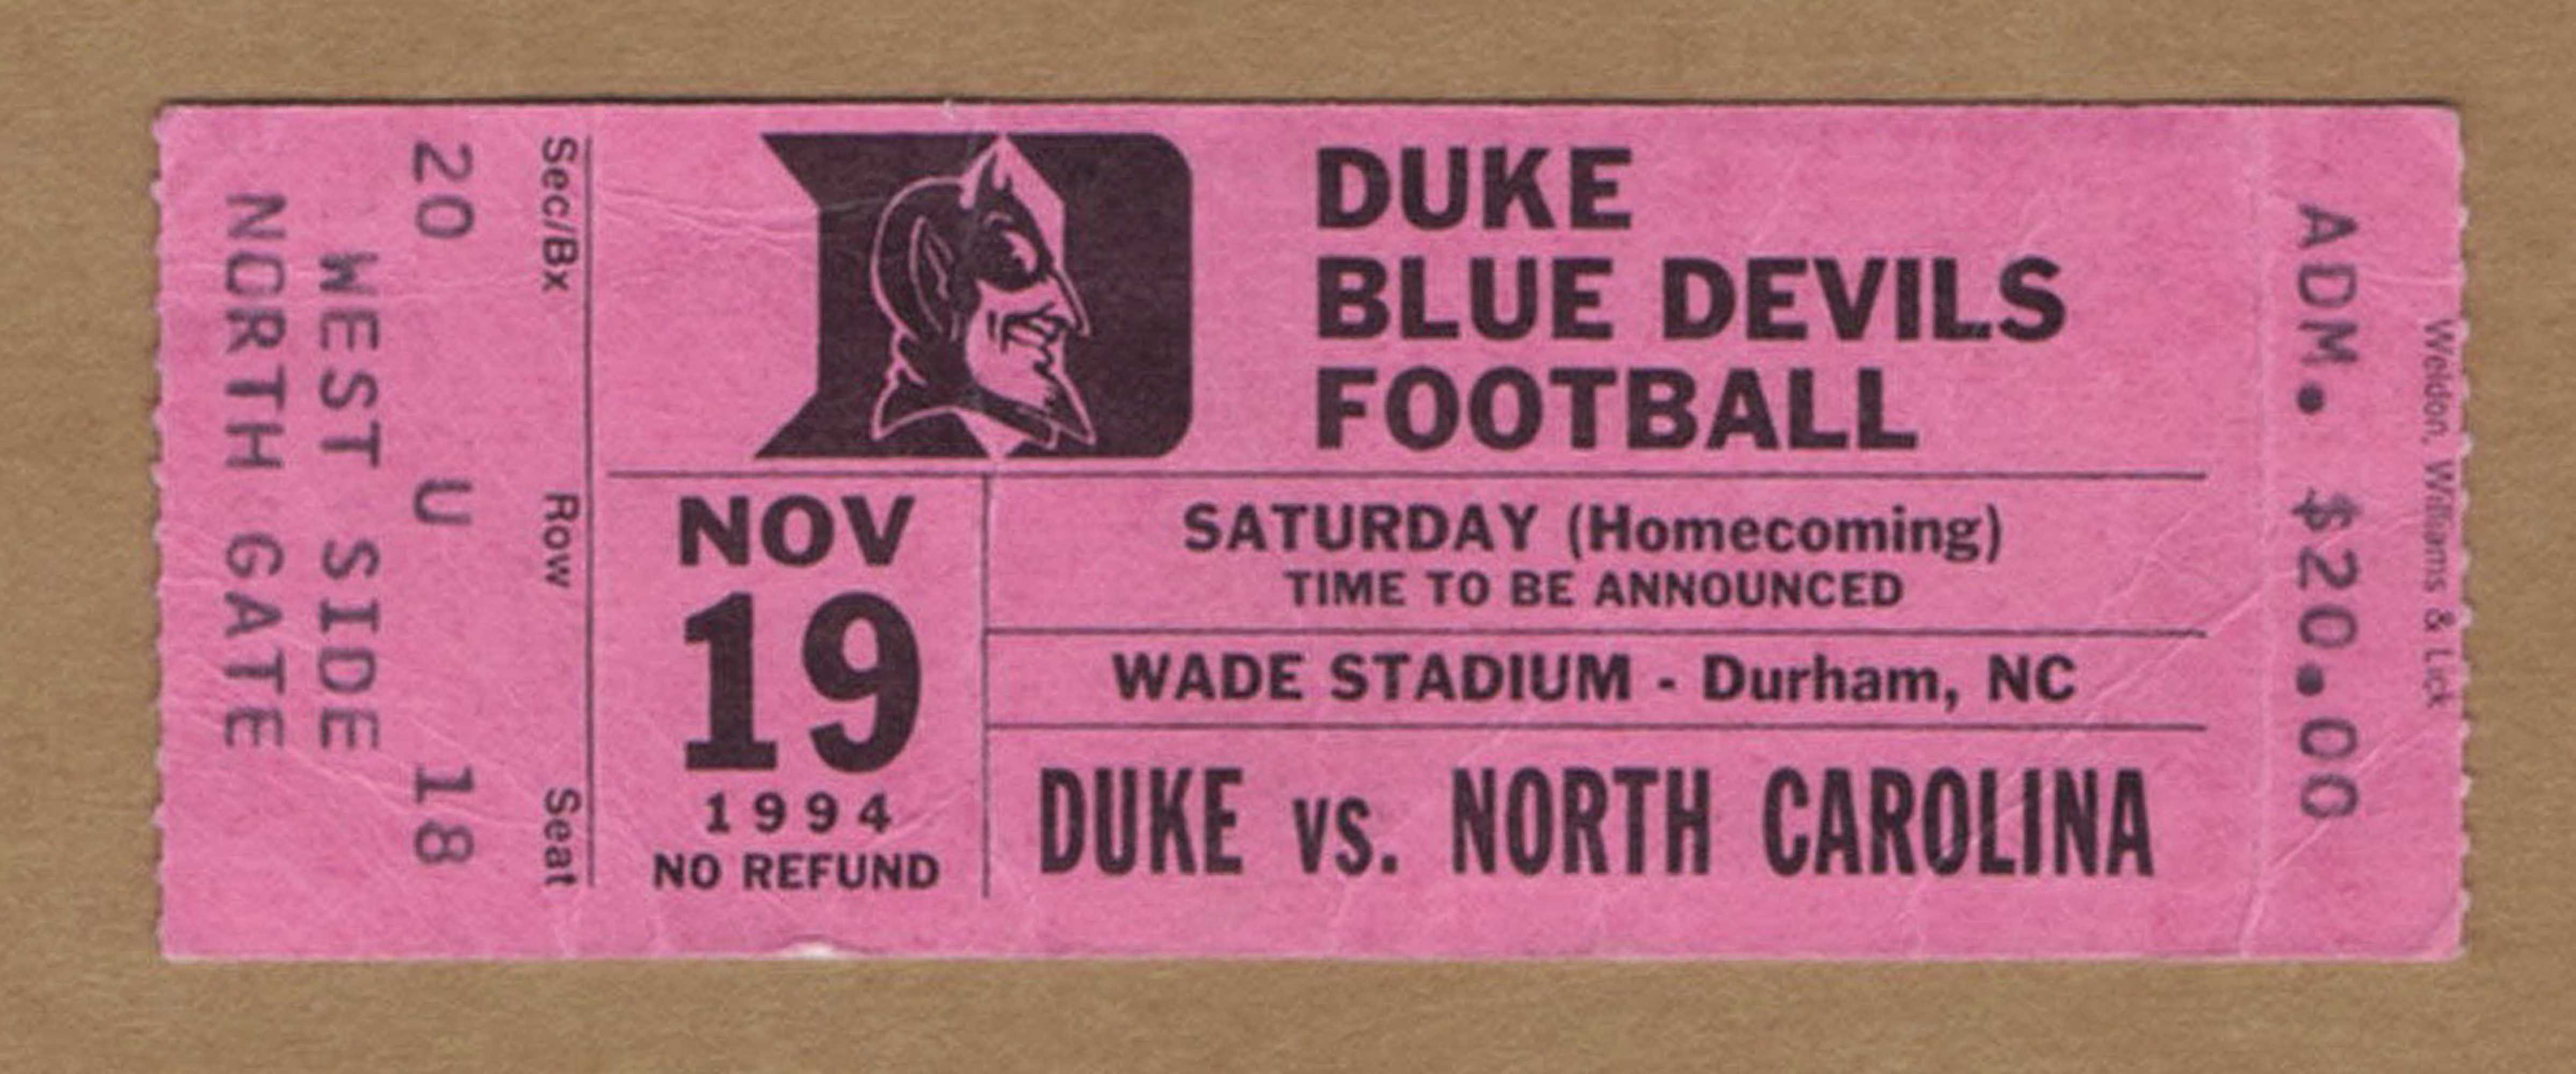 Sec/Bx Row Seat
20 U 18
WEST SIDE
NORTH GATE
DUKE
BLUE DEVILS
FOOTBALL
NOV
19
1994
NO REFUND
SATURDAY (Homecoming)
TIME TO BE ANNOUNCED
WADE STADIUM - Durham, NC
DUKE VS. NORTH CAROLINA
ADM. $20.00
Weldon, Williams & Lick